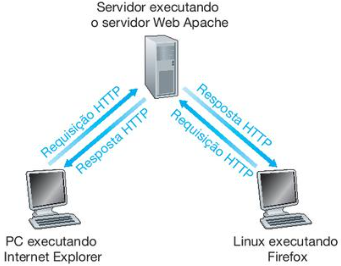 Servidor executando
o servidor Web Apache
Requisição HTTP
Resposta HTTP
Resposta HTTP
Requisição HTTP
PC executando
Internet Explorer
Linux executando
Firefox